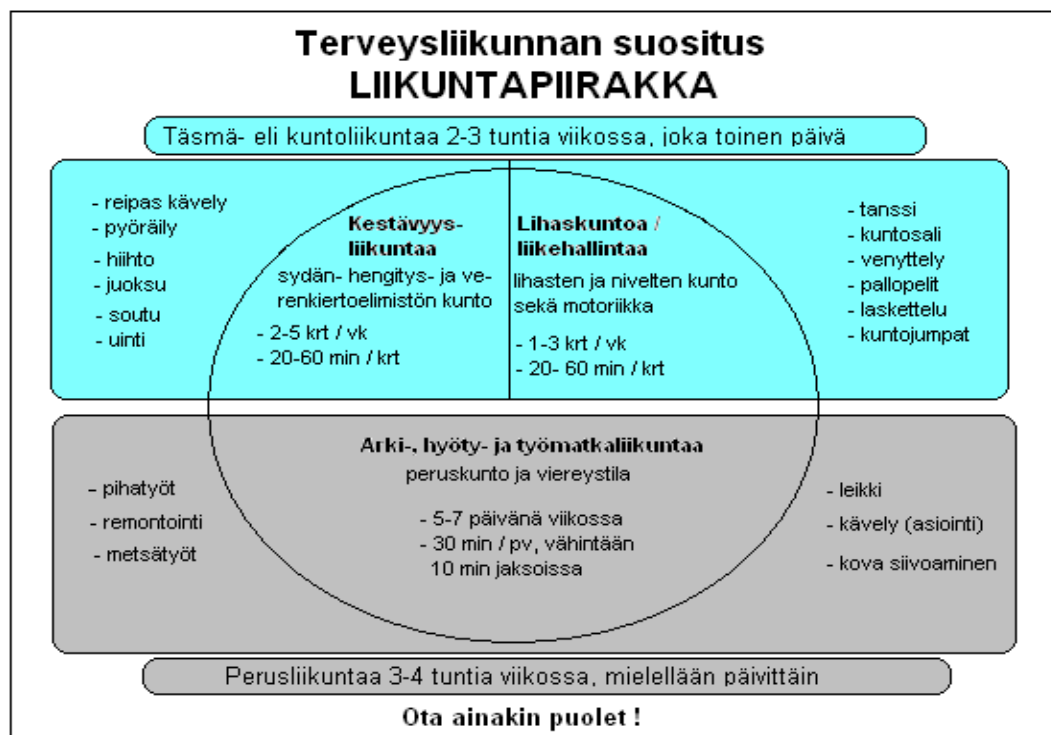 Terveysliikunnan suositus
LIIKUNTAPIIRAKKA
Täsmä- eli kuntoliikuntaa 2-3 tuntia viikossa, joka toinen päivä
- reipas kävely
- pyöräily
- hiihto
- juoksu
- soutu
- uinti
Kestävyys-
liikuntaa
sydän- hengitys- ja ve-
renkiertoelimistön kunto
- 2-5 krt / vk
- 20-60 min / krt
Lihaskuntoa /
liikehallintaa
lihasten ja nivelten kunto
sekä motoriikka
- 1-3 krt / vk
- 20- 60 min / krt
- tanssi
- kuntosali
- venyttely
- pallopelit
- laskettelu
- kuntojumpat
Arki-, hyöty- ja työmatkaliikuntaa
peruskunto ja viereystila
- pihatyöt
- remontointi
- metsätyöt
- 5-7 päivänä viikossa
- 30 min / pv, vähintään
10 min jaksoissa
- leikki
- kävely (asiointi)
- kova siivoaminen
Perusliikuntaa 3-4 tuntia viikossa, mielellään päivittäin
Ota ainakin puolet !